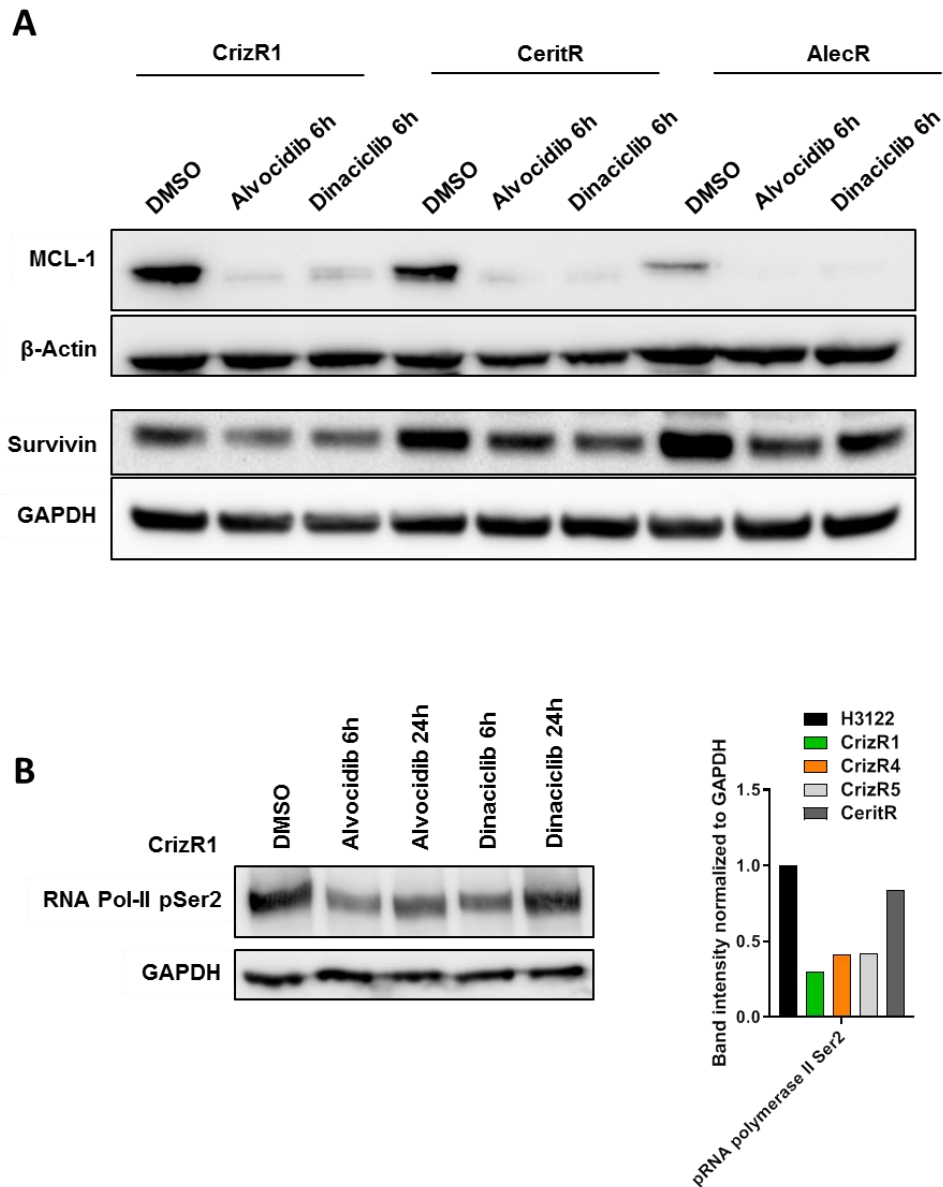 A
CrizR1 CeritR AlecR
DMSO Alvocidib 6h Dinaciclib 6h DMSO Alvocidib 6h Dinaciclib 6h DMSO Alvocidib 6h Dinaciclib 6h
MCL-1
β-Actin
Survivin
GAPDH
B
CrizR1
DMSO Alvocidib 6h Alvocidib 24h Dinaciclib 6h Dinaciclib 24h
RNA Pol-II pSer2
GAPDH
H3122
CrizR1
CrizR4
CrizR5
CeritR
Band intensity normalized to GAPDH
1.5
1.0
0.5
0.0
pRNA polymerase II Ser2